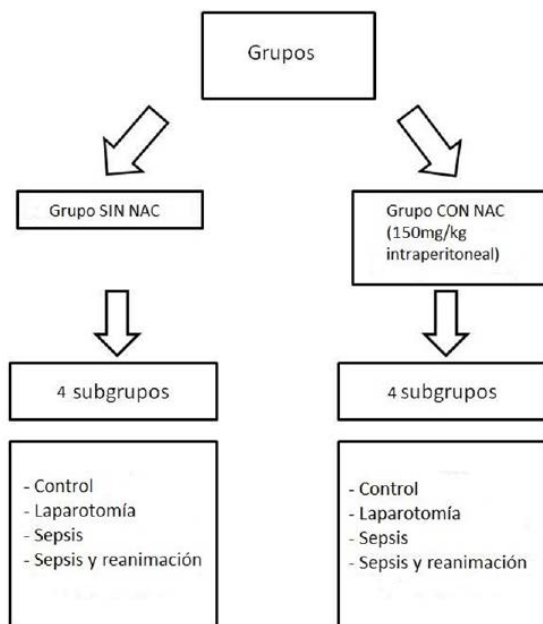 Grupos
Grupo SIN NAC
Grupo CON NAC
(150mg/kg
intraperitoneal)
4 subgrupos
4 subgrupos
- Control
- Laparotomía
- Sepsis
- Sepsis y reanimación
- Control
- Laparotomía
- Sepsis
- Sepsis y reanimación